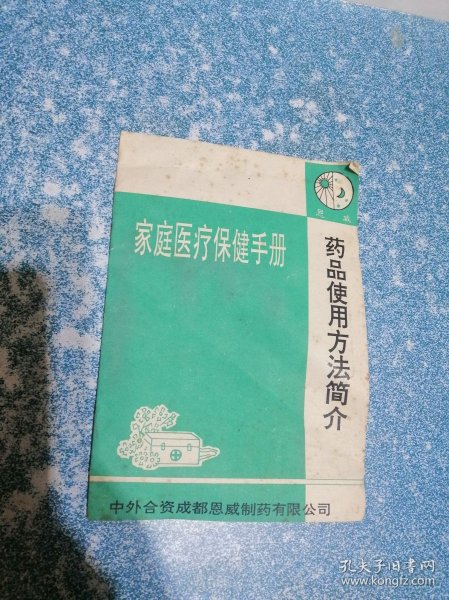 恩威
家庭医疗保健手册
药品使用方法简介
中外合资成都恩威制药有限公司
孔夫子旧书网
www.kongfz.com